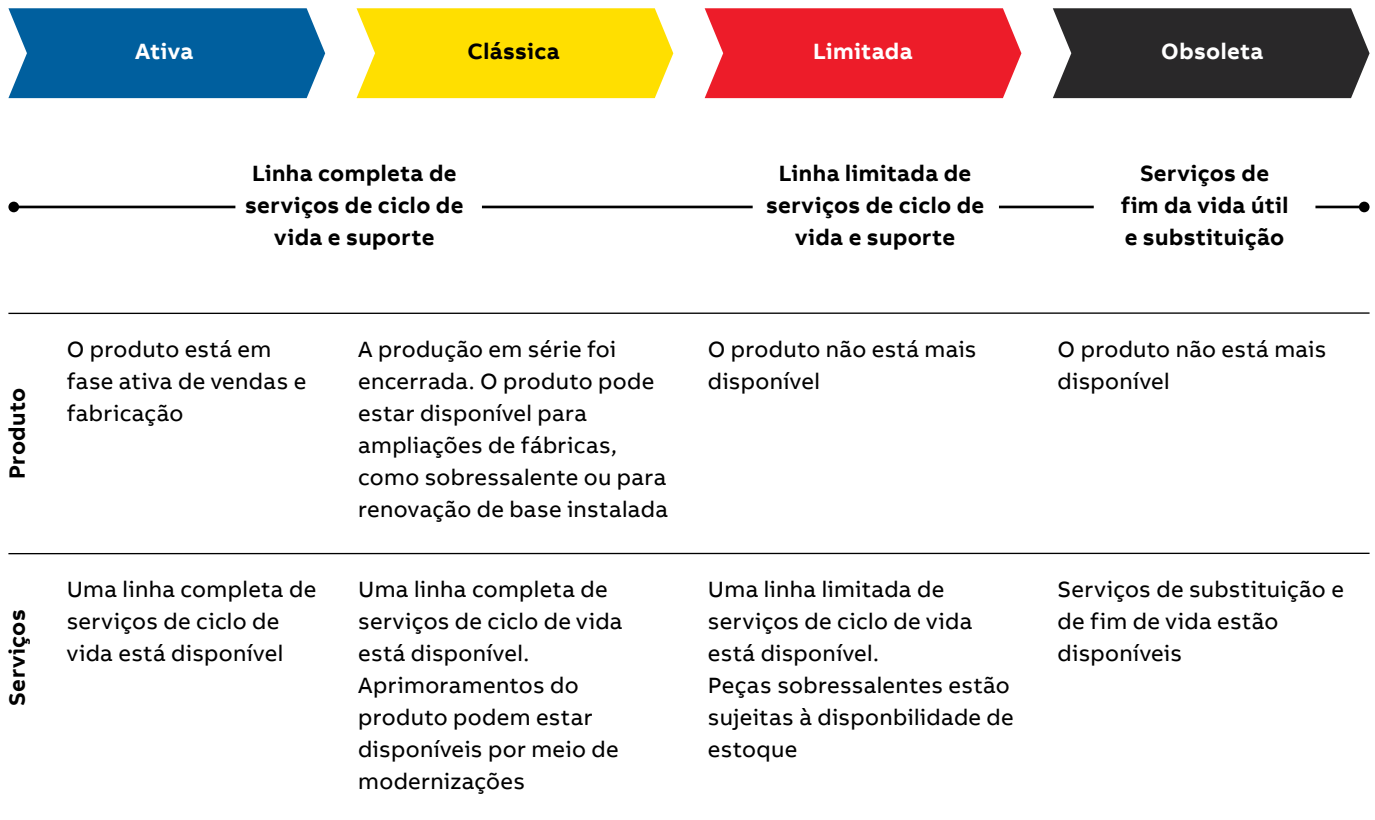 Ativa
Clássica
Limitada
Obsoleta
Linha completa de
serviços de ciclo de
vida e suporte
Linha limitada de
serviços de ciclo de
vida e suporte
Serviços de
fim da vida útil
e substituição
Produto
O produto está em
fase ativa de vendas e
fabricação
A produção em série foi
encerrada. O produto pode
estar disponível para
ampliações de fábricas,
como sobressalente ou para
renovação de base instalada
O produto não está mais
disponível
O produto não está mais
disponível
Serviços
Uma linha completa de
serviços de ciclo de
vida está disponível
Uma linha completa de
serviços de ciclo de vida
está disponível.
Aprimoramentos do
produto podem estar
disponíveis por meio de
modernizações
Uma linha limitada de
serviços de ciclo de vida
está disponível.
Peças sobressalentes estão
sujeitas à disponbilidade de
estoque
Serviços de substituição e
de fim de vida estão
disponíveis